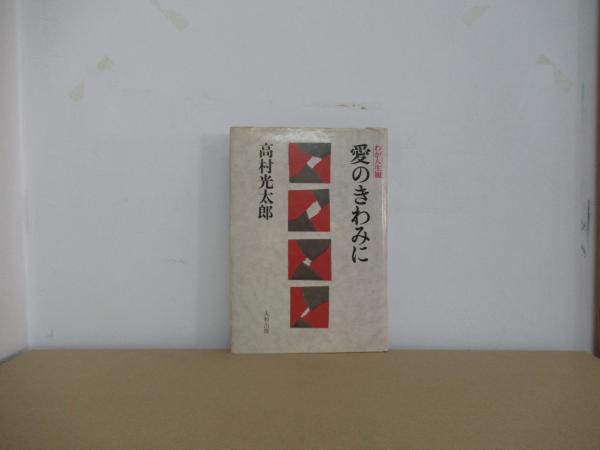 わが人生観
愛のきわみに
高村光太郎
大和出版